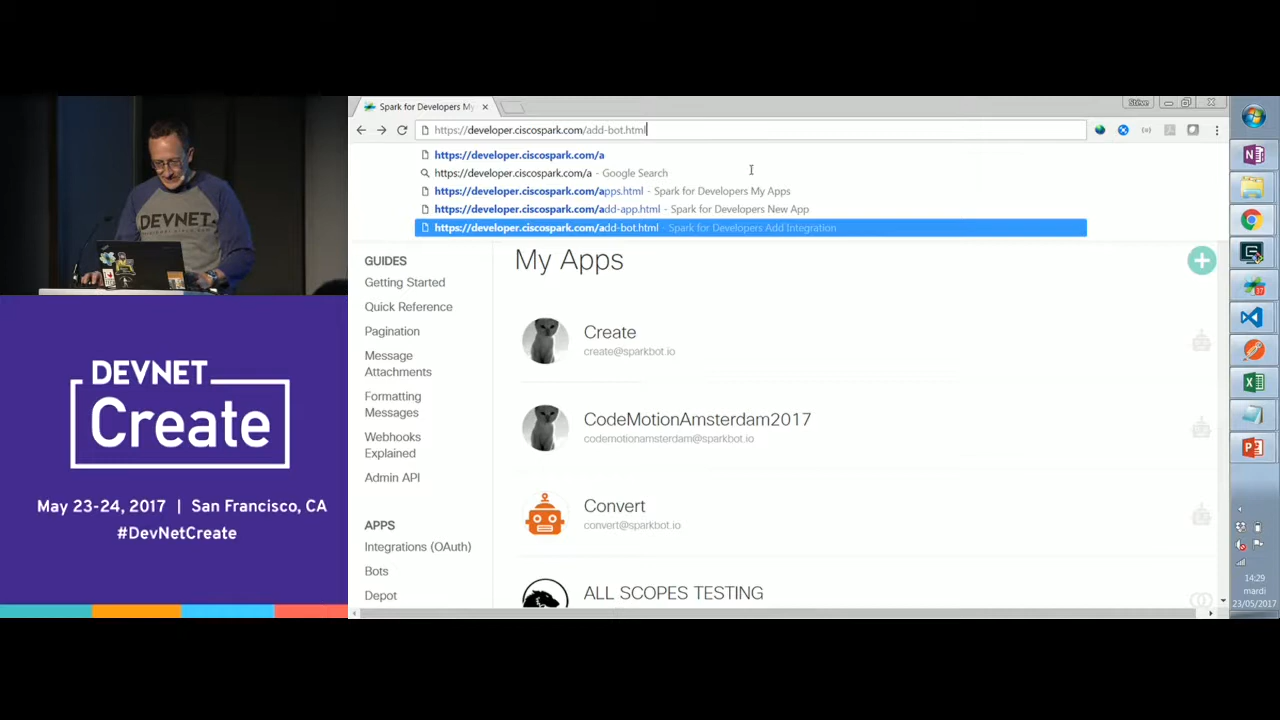 DEVNET
DEVNET
Create
May 23-24, 2017 | San Francisco, CA
#DevNetCreate
Spark for Developers My
Steve
https://developer.ciscospark.com/add-bot.html
https://developer.ciscospark.com/a
https://developer.ciscospark.com/a - Google Search
https://developer.ciscospark.com/apps.html - Spark for Developers My Apps
https://developer.ciscospark.com/add-app.html - Spark for Developers New App
https://developer.ciscospark.com/add-bot.html - Spark for Developers Add Integration
GUIDES
Getting Started
Quick Reference
Pagination
Message
Attachments
Formatting
Messages
Webhooks
Explained
Admin API
APPS
Integrations (OAuth)
Bots
Depot
My Apps
Create
create@sparkbot.io
CodeMotionAmsterdam2017
codemotionamsterdam@sparkbot.io
Convert
convert@sparkbot.io
ALL SCOPES TESTING
37
14:29
mardi
23/05/2017